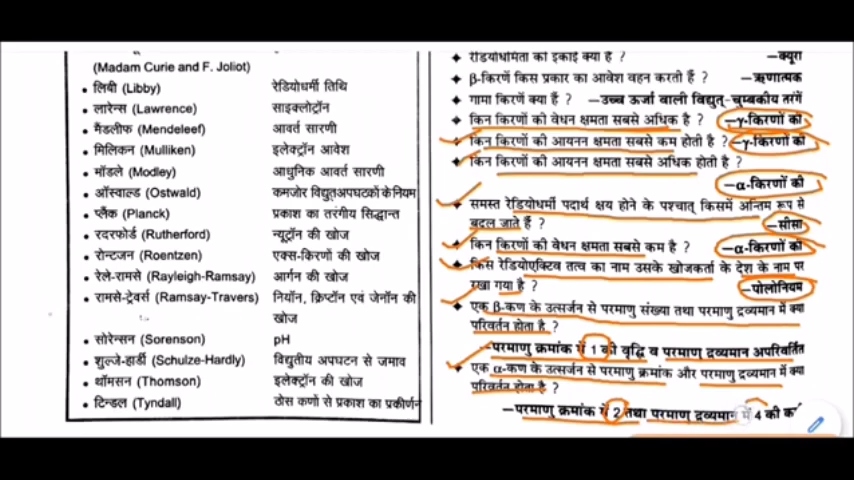 (Madam Curie and F. Joliot)
• लिबी (Libby) रेडियोधर्मी तिथि
• लारेन्स (Lawrence) साइक्लोट्रॉन
• मैंडलीफ (Mendeleef) आवर्त सारणी
• मिलिकन (Mulliken) इलेक्ट्रॉन आवेश
• मॉडले (Modley) आधुनिक आवर्त सारणी
• ऑस्वाल्ड (Ostwald) कमजोर विद्युतअपघटकों के नियम
• प्लैंक (Planck) प्रकाश का तरंगीय सिद्धान्त
• रदरफोर्ड (Rutherford) न्यूट्रॉन की खोज
• रोन्टजन (Roentzen) एक्स-किरणों की खोज
• रेले-रामसे (Rayleigh-Ramsay) आर्गन की खोज
• रामसे-ट्रेवर्स (Ramsay-Travers) नियॉन, क्रिप्टॉन एवं जेनॉन की
खोज
• सोरेन्सन (Sorenson) pH
• शुल्जे-हार्डी (Schulze-Hardly) विद्युतीय अपघटन से जमाव
• थॉमसन (Thomson) इलेक्ट्रॉन की खोज
• टिन्डल (Tyndall) ठोस कणों से प्रकाश का प्रकीर्णन
रेडियोधर्मिता की इकाई क्या है ? –क्यूरी
β-किरणें किस प्रकार का आवेश वहन करती हैं ? –ऋणात्मक
गामा किरणें क्या हैं ? –उच्च ऊर्जा वाली विद्युत्-चुम्बकीय तरंगें
किन किरणों की वेधन क्षमता सबसे अधिक है ? –γ-किरणों की
किन किरणों की आयनन क्षमता सबसे कम होती है ? –γ-किरणों की
किन किरणों की आयनन क्षमता सबसे अधिक होती है ?
–α-किरणों की
समस्त रेडियोधर्मी पदार्थ क्षय होने के पश्चात् किसमें अन्तिम रूप से
बदल जाते हैं ? –सीसा
किन किरणों की वेधन क्षमता सबसे कम है ? –α-किरणों की
किस रेडियोएक्टिव तत्व का नाम उसके खोजकर्ता के देश के नाम पर
रखा गया है ? –पोलोनियम
एक β-कण के उत्सर्जन से परमाणु संख्या तथा परमाणु द्रव्यमान में क्या
परिवर्तन होता है ?
–परमाणु क्रमांक में 1 की वृद्धि व परमाणु द्रव्यमान अपरिवर्तित
एक α-कण के उत्सर्जन से परमाणु क्रमांक और परमाणु द्रव्यमान में क्या
परिवर्तन होता है ?
–परमाणु क्रमांक में 2 तथा परमाणु द्रव्यमान में 4 की